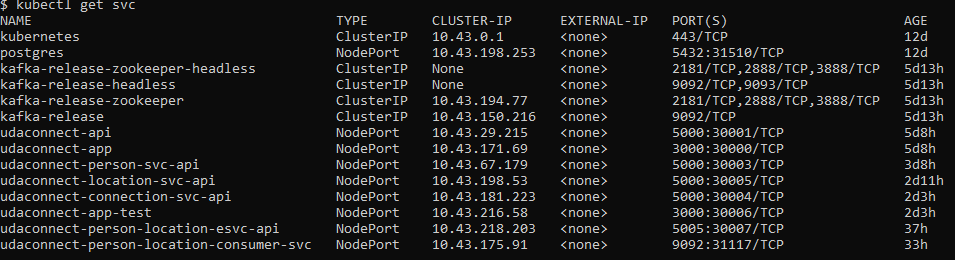 $ kubectl get svc
NAME TYPE CLUSTER-IP EXTERNAL-IP PORT(S) AGE
kubernetes ClusterIP 10.43.0.1 <none> 443/TCP 12d
postgres NodePort 10.43.198.253 <none> 5432:31510/TCP 12d
kafka-release-zookeeper-headless ClusterIP None <none> 2181/TCP,2888/TCP,3888/TCP 5d13h
kafka-release-headless ClusterIP None <none> 9092/TCP,9093/TCP 5d13h
kafka-release-zookeeper ClusterIP 10.43.194.77 <none> 2181/TCP,2888/TCP,3888/TCP 5d13h
kafka-release ClusterIP 10.43.150.216 <none> 9092/TCP 5d13h
udaconnect-api NodePort 10.43.29.215 <none> 5000:30001/TCP 5d8h
udaconnect-app NodePort 10.43.171.69 <none> 3000:30000/TCP 5d8h
udaconnect-person-svc-api NodePort 10.43.67.179 <none> 5000:30003/TCP 3d8h
udaconnect-location-svc-api NodePort 10.43.198.53 <none> 5000:30005/TCP 2d11h
udaconnect-connection-svc-api NodePort 10.43.181.223 <none> 5000:30004/TCP 2d3h
udaconnect-app-test NodePort 10.43.216.58 <none> 3000:30006/TCP 2d3h
udaconnect-person-location-esvc-api NodePort 10.43.218.203 <none> 5005:30007/TCP 37h
udaconnect-person-location-consumer-svc NodePort 10.43.175.91 <none> 9092:31117/TCP 33h